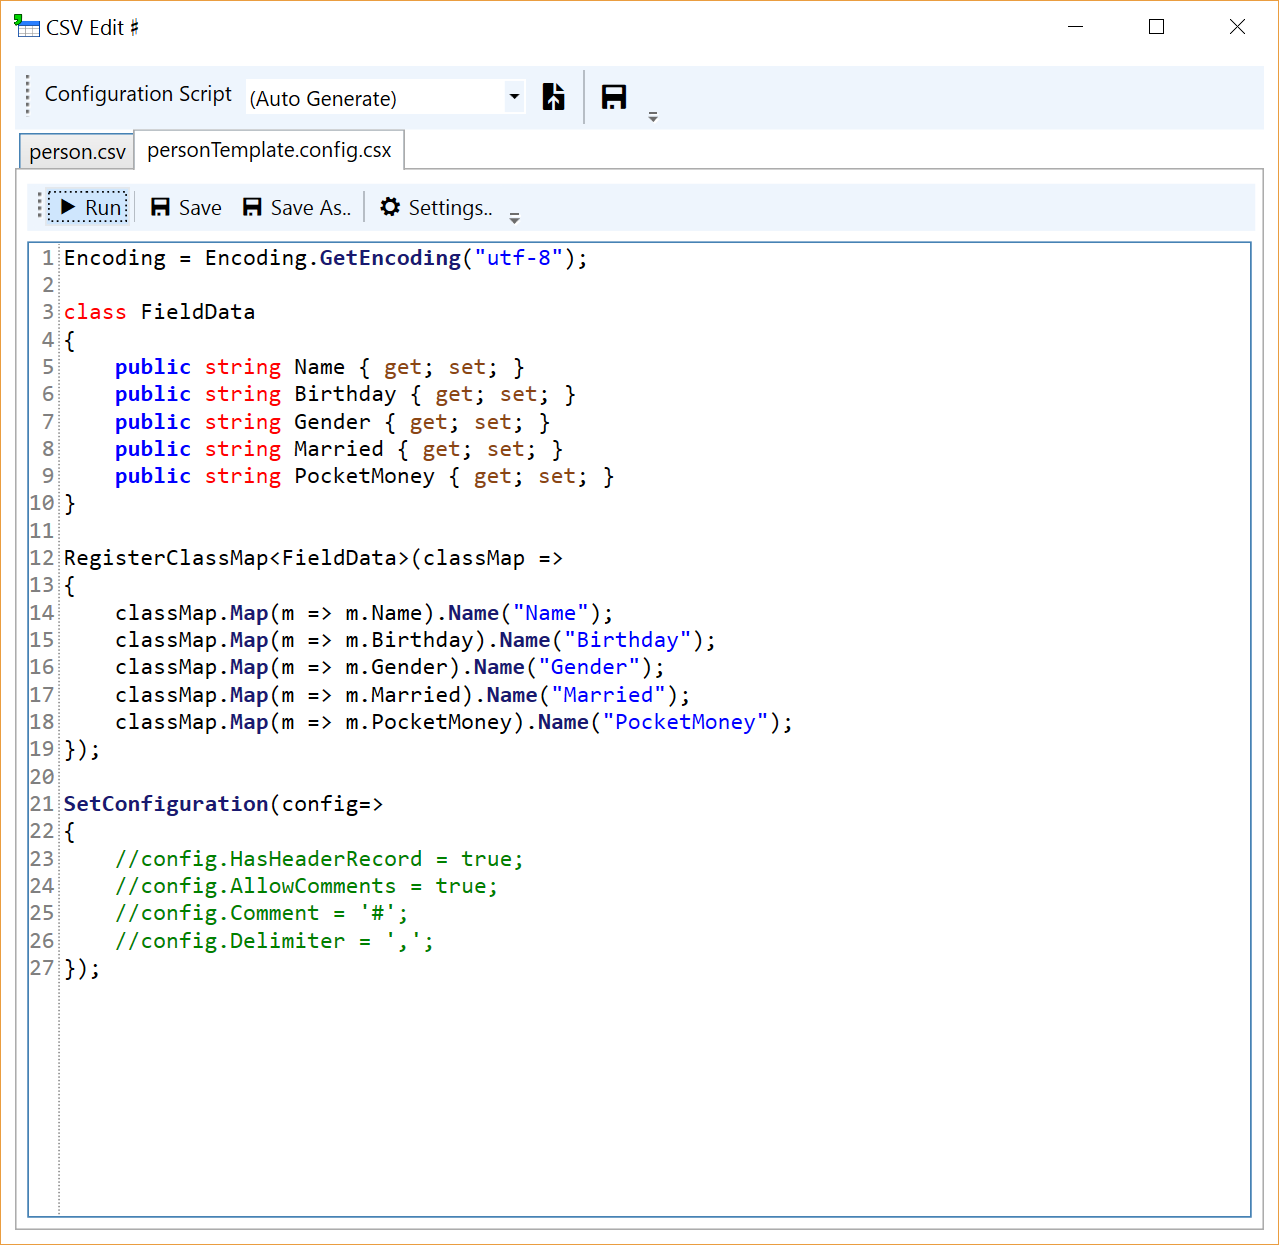 CSV Edit ♯
Configuration Script (Auto Generate)
person.csv personTemplate.config.csx
Run Save Save As.. Settings..
1 Encoding = Encoding.GetEncoding("utf-8");
2
3 class FieldData
4 {
5     public string Name { get; set; }
6     public string Birthday { get; set; }
7     public string Gender { get; set; }
8     public string Married { get; set; }
9     public string PocketMoney { get; set; }
10 }
11
12 RegisterClassMap<FieldData>(classMap =>
13 {
14     classMap.Map(m => m.Name).Name("Name");
15     classMap.Map(m => m.Birthday).Name("Birthday");
16     classMap.Map(m => m.Gender).Name("Gender");
17     classMap.Map(m => m.Married).Name("Married");
18     classMap.Map(m => m.PocketMoney).Name("PocketMoney");
19 });
20
21 SetConfiguration(config=>
22 {
23     //config.HasHeaderRecord = true;
24     //config.AllowComments = true;
25     //config.Comment = '#';
26     //config.Delimiter = ',';
27 });